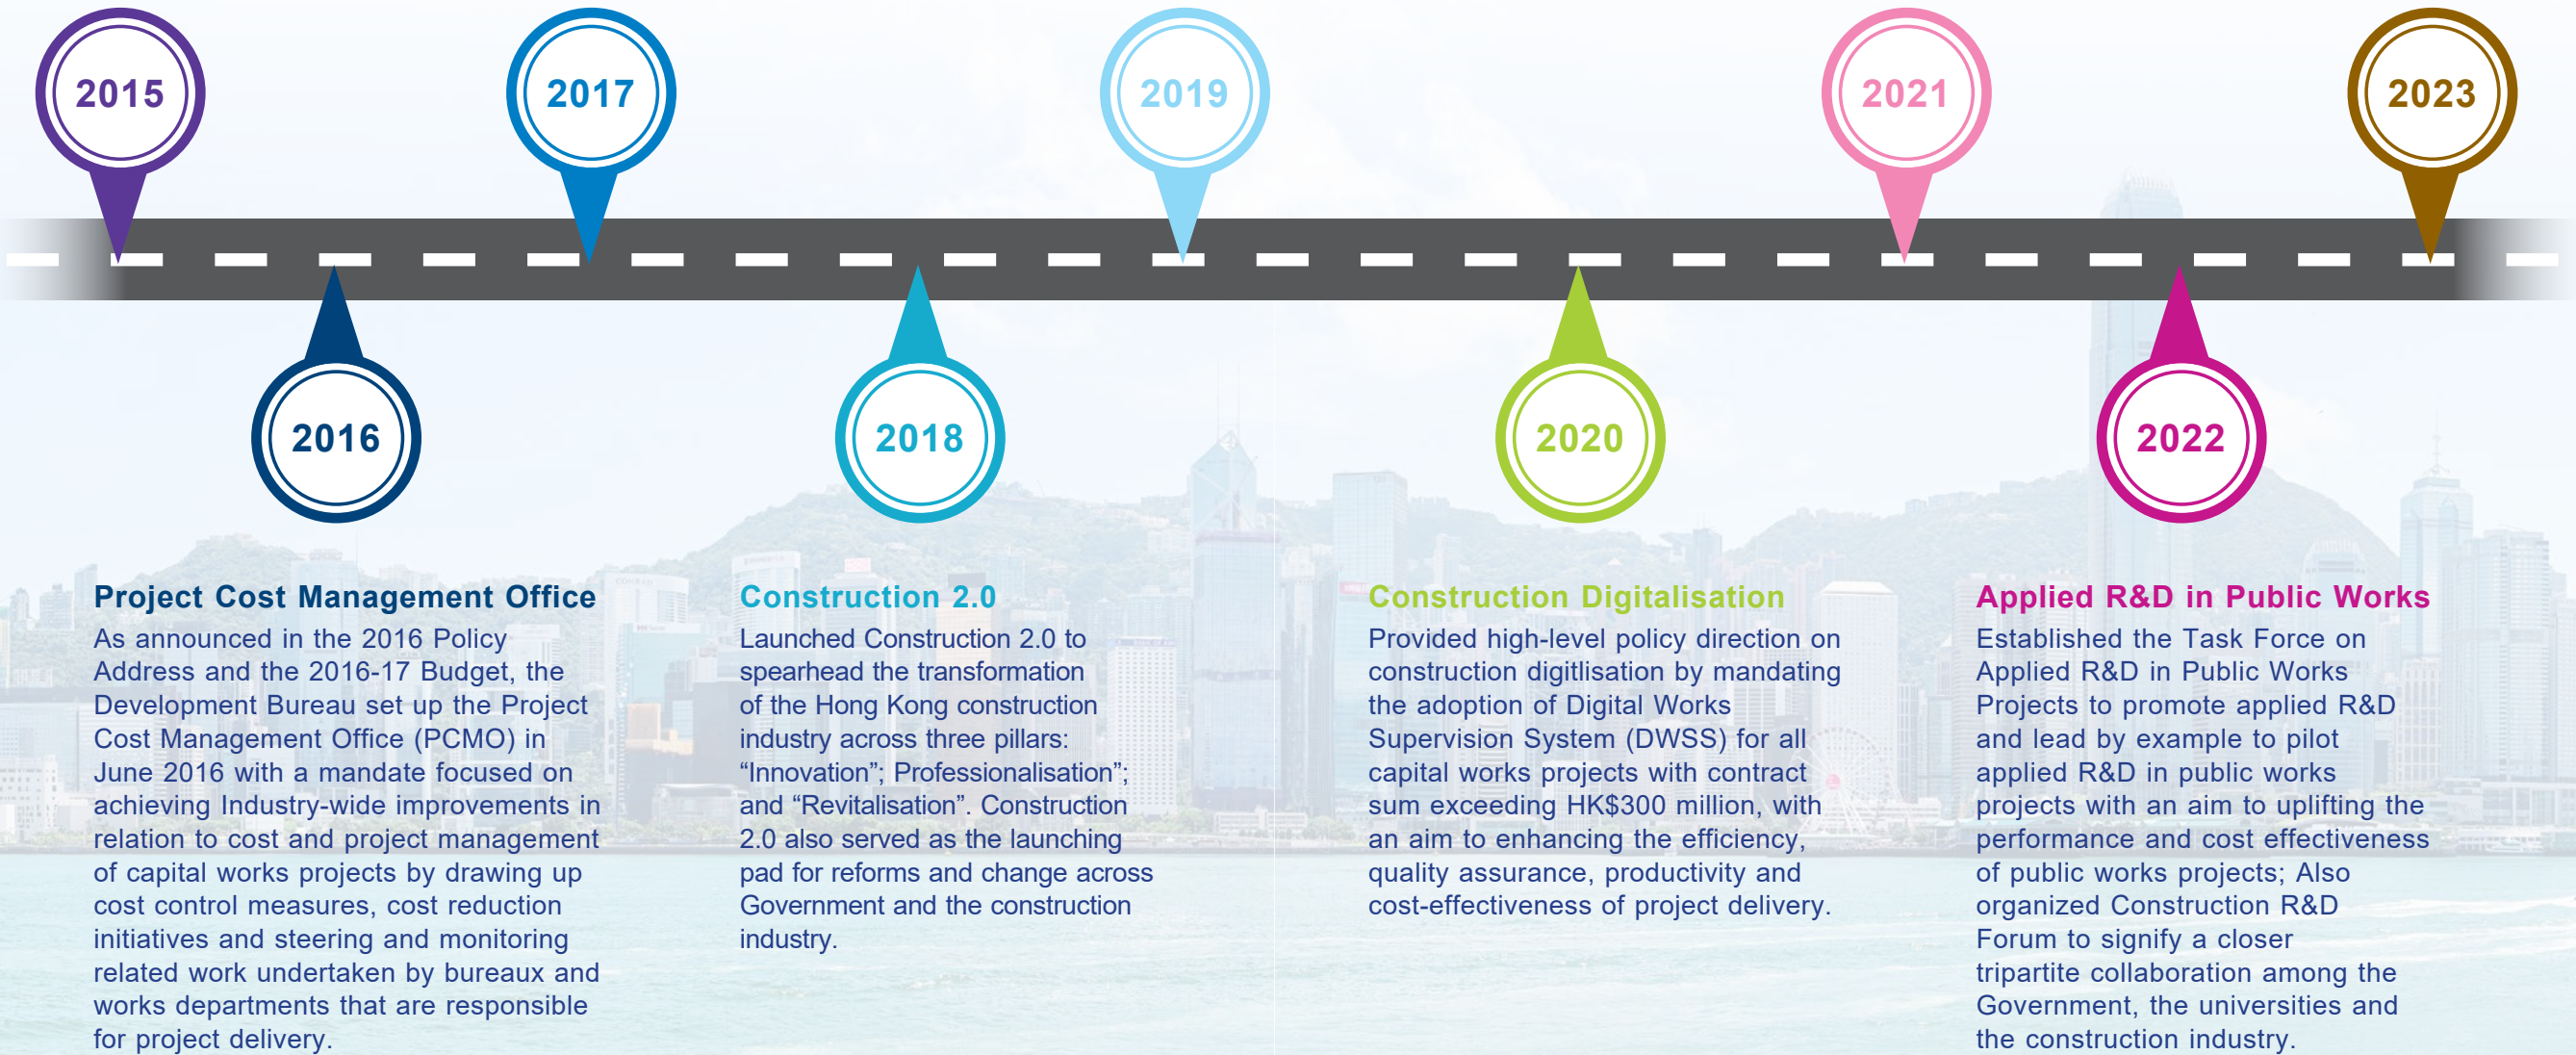 2015
2017
2019
2021
2023
2016
2018
2020
2022
Project Cost Management Office
As announced in the 2016 Policy
Address and the 2016-17 Budget, the
Development Bureau set up the Project
Cost Management Office (PCMO) in
June 2016 with a mandate focused on
achieving Industry-wide improvements in
relation to cost and project management
of capital works projects by drawing up
cost control measures, cost reduction
initiatives and steering and monitoring
related work undertaken by bureaux and
works departments that are responsible
for project delivery.
Construction 2.0
Launched Construction 2.0 to
spearhead the transformation
of the Hong Kong construction
industry across three pillars:
“Innovation”; Professionalisation”;
and “Revitalisation”. Construction
2.0 also served as the launching
pad for reforms and change across
Government and the construction
industry.
Construction Digitalisation
Provided high-level policy direction on
construction digitlisation by mandating
the adoption of Digital Works
Supervision System (DWSS) for all
capital works projects with contract
sum exceeding HK$300 million, with
an aim to enhancing the efficiency,
quality assurance, productivity and
cost-effectiveness of project delivery.
Applied R&D in Public Works
Established the Task Force on
Applied R&D in Public Works
Projects to promote applied R&D
and lead by example to pilot
applied R&D in public works
projects with an aim to uplifting the
performance and cost effectiveness
of public works projects; Also
organized Construction R&D
Forum to signify a closer
tripartite collaboration among the
Government, the universities and
the construction industry.